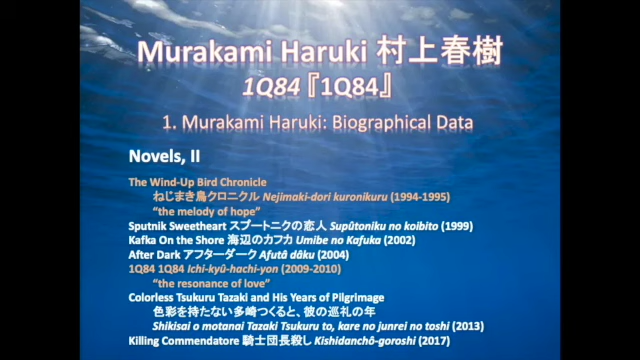 Murakami Haruki 村上春樹
1Q84『1Q84』
1. Murakami Haruki: Biographical Data
Novels, II
The Wind-Up Bird Chronicle
ねじまき鳥クロニクル Nejimaki-dori kuronikuru (1994-1995)
“the melody of hope”
Sputnik Sweetheart スプートニクの恋人 Supûtoniku no koibito (1999)
Kafka On the Shore 海辺のカフカ Umibe no Kafuka (2002)
After Dark アフターダーク Afutâ dâku (2004)
1Q84 1Q84 Ichi-kyû-hachi-yon (2009-2010)
“the resonance of love”
Colorless Tsukuru Tazaki and His Years of Pilgrimage
色彩を持たない多崎つくると、彼の巡礼の年
Shikisai o motanai Tazaki Tsukuru to, kare no junrei no toshi (2013)
Killing Commendatore 騎士団長殺し Kishidanchô-goroshi (2017)